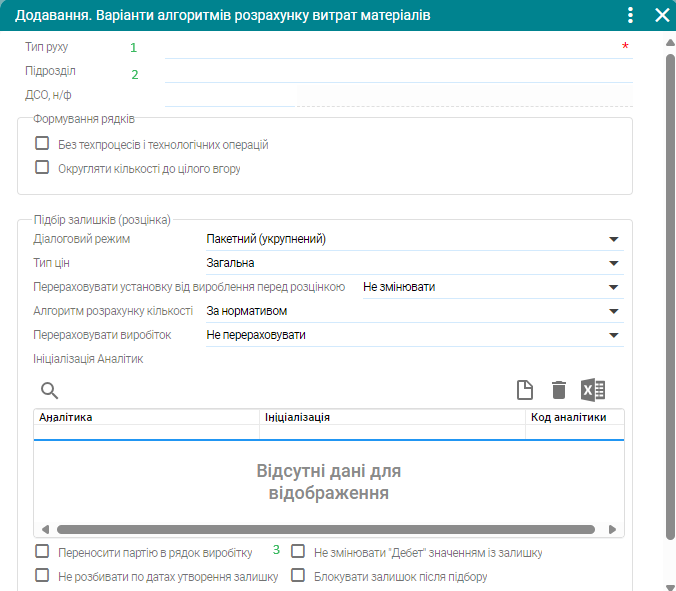 Додавання. Варіанти алгоритмів розрахунку витрат матеріалів
Тип руху 1 *
Підрозділ 2
ДСО, н/ф
Формування рядків
Без техпроцесів і технологічних операцій
Округляти кількості до цілого вгору
Підбір залишків (розцінка)
Діалоговий режим Пакетний (укрупнений)
Тип цін Загальна
Перераховувати установку від вироблення перед розцінкою Не змінювати
Алгоритм розрахунку кількості За нормативом
Перераховувати виробіток Не перераховувати
Ініціалізація Аналітик
Аналітика Ініціалізація Код аналітики
Відсутні дані для
відображення
Переносити партію в рядок виробітку 3 Не змінювати "Дебет" значенням із залишку
Не розбивати по датах утворення залишку Блокувати залишок після підбору